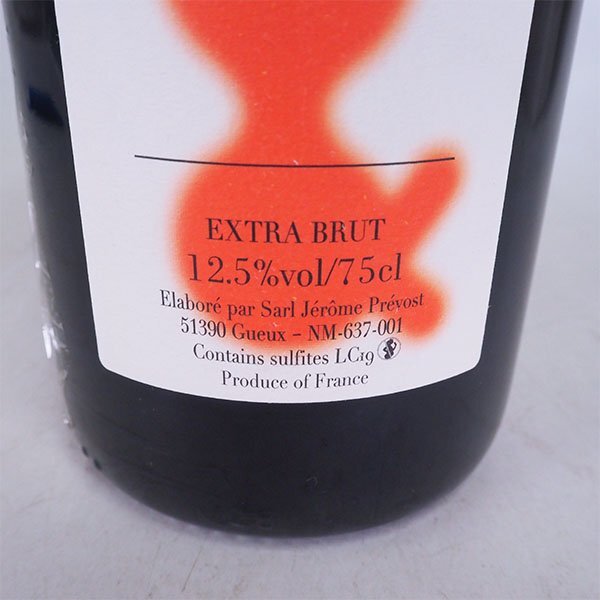 EXTRA BRUT
12.5%vol/75cl
Elaboré par Sarl Jérôme Prévost
51390 Gueux – NM-637-001
Contains sulfites LC19
Produce of France